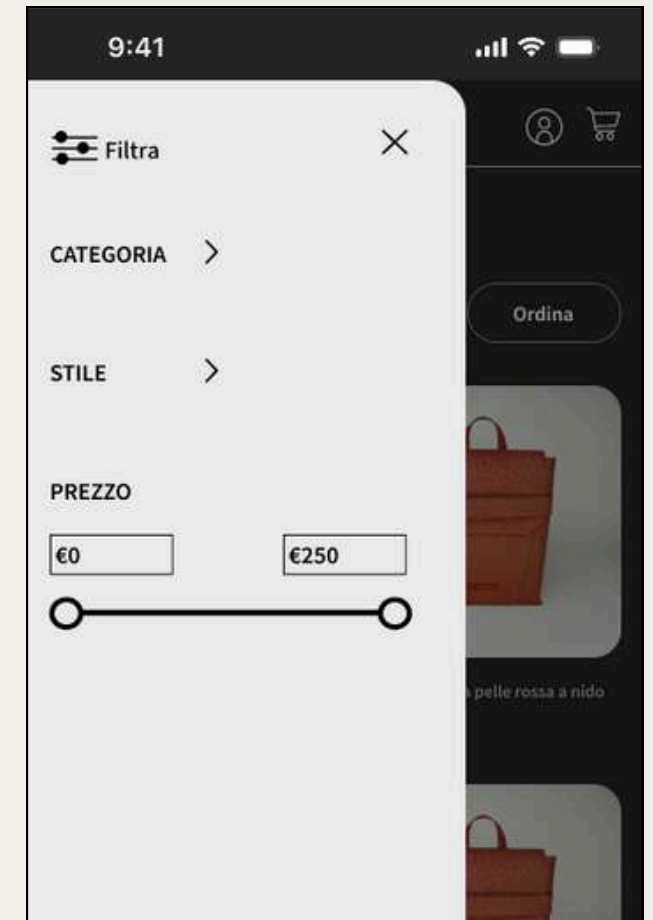 9:41
Filtra
CATEGORIA
Ordina
STILE
PREZZO
€0 €250
pelle rossa a nido